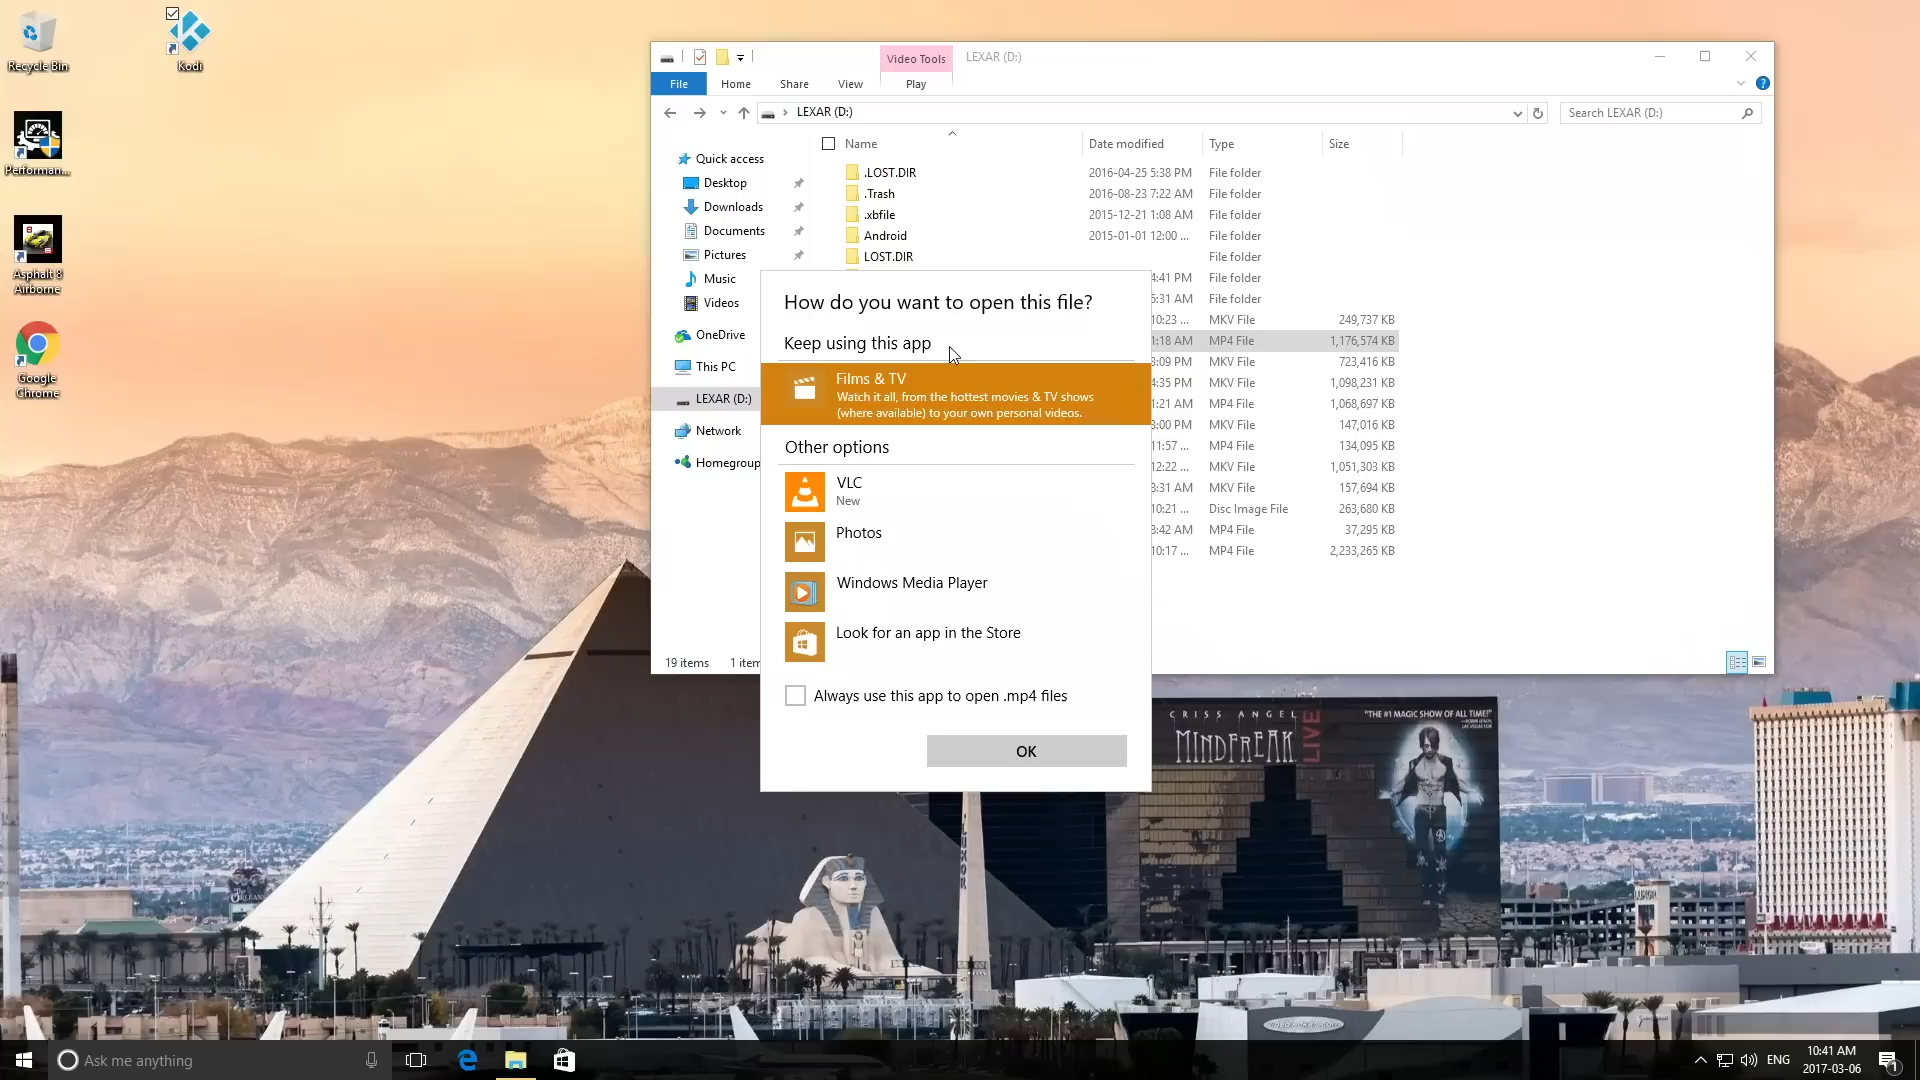 Recycle Bin
Kodi
Performan...
Asphalt 8
Airborne
Google
Chrome
Video Tools
LEXAR (D:)
File
Home
Share
View
Play
LEXAR (D:)
Search LEXAR (D:)
Quick access
Desktop
Downloads
Documents
Pictures
Music
Videos
OneDrive
This PC
LEXAR (D:)
Network
Homegroup
Name
Date modified
Type
Size
.LOST.DIR
2016-04-25 5:38 PM
File folder
.Trash
2016-08-23 7:22 AM
File folder
.xbfile
2015-12-21 1:08 AM
File folder
Android
2015-01-01 12:00 ...
File folder
LOST.DIR
File folder
4:41 PM
File folder
5:31 AM
File folder
10:23 ...
MKV File
249,737 KB
1:18 AM
MP4 File
1,176,574 KB
3:09 PM
MKV File
723,416 KB
4:35 PM
MKV File
1,098,231 KB
1:21 AM
MP4 File
1,068,697 KB
3:00 PM
MKV File
147,016 KB
11:57 ...
MP4 File
134,095 KB
12:22 ...
MKV File
1,051,303 KB
3:31 AM
MKV File
157,694 KB
10:21 ...
Disc Image File
263,680 KB
3:42 AM
MP4 File
37,295 KB
10:17 ...
MP4 File
2,233,265 KB
19 items
1 item
How do you want to open this file?
Keep using this app
Films & TV
Watch it all, from the hottest movies & TV shows
(where available) to your own personal videos.
Other options
VLC
New
Photos
Windows Media Player
Look for an app in the Store
Always use this app to open .mp4 files
OK
CRISS ANGEL
MINDFREAK
LIVE
"THE #1 MAGIC SHOW OF ALL TIME!"
LUXOR
Ask me anything
ENG
10:41 AM
2017-03-06
1